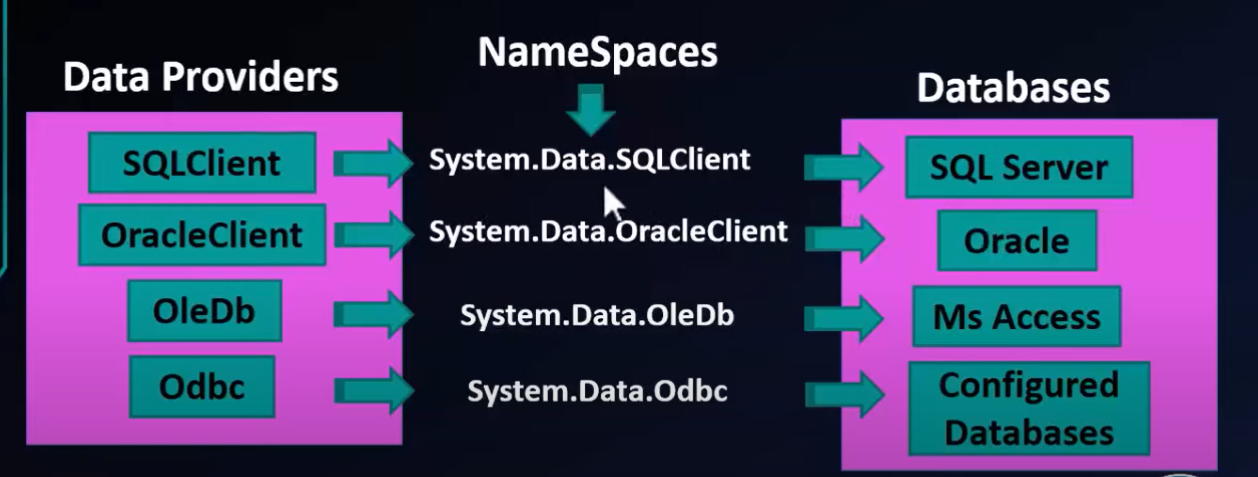 NameSpaces
Data Providers
Databases
SQLClient
System.Data.SQLClient
SQL Server
OracleClient
System.Data.OracleClient
Oracle
OleDb
System.Data.OleDb
Ms Access
Odbc
System.Data.Odbc
Configured
Databases